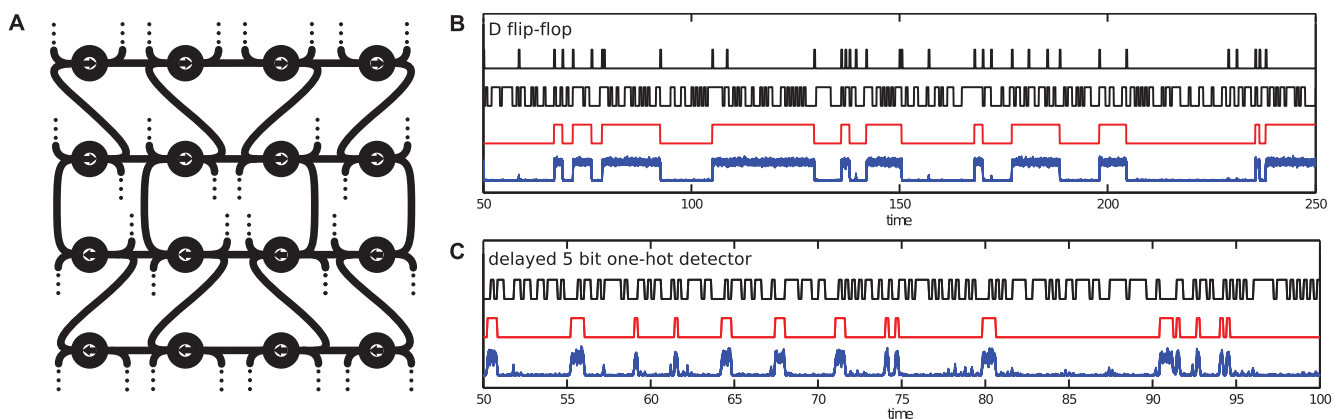 A
B
D flip-flop
50 100 150 200 250
time
C
delayed 5 bit one-hot detector
50 55 60 65 70 75 80 85 90 95 100
time